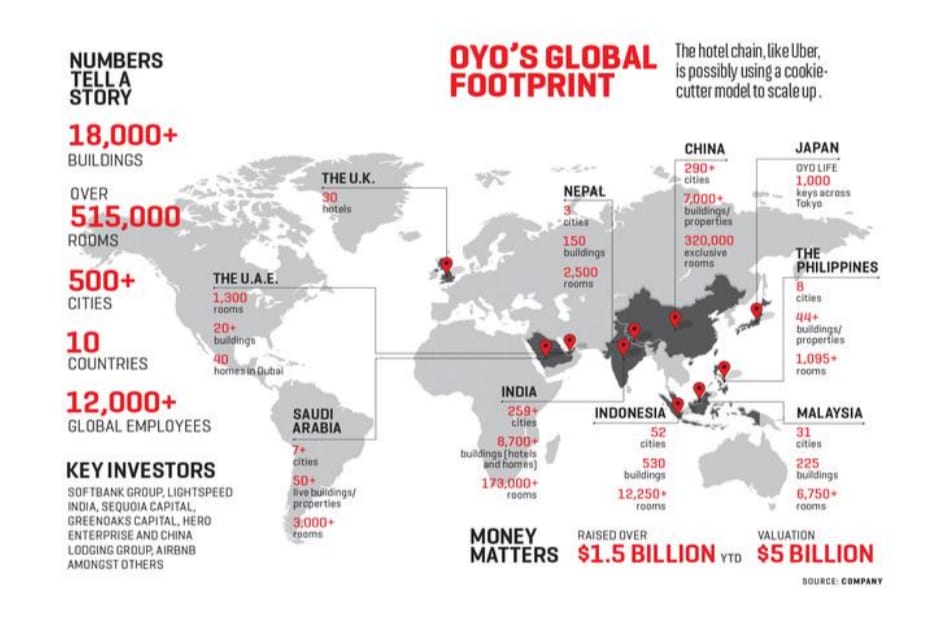 NUMBERS
TELL A
STORY
18,000+
BUILDINGS
OVER
515,000
ROOMS
500+
CITIES
10
COUNTRIES
12,000+
GLOBAL EMPLOYEES
KEY INVESTORS
SOFTBANK GROUP, LIGHTSPEED
INDIA, SEQUOIA CAPITAL,
GREENOAKS CAPITAL, HERO
ENTERPRISE AND CHINA
LODGING GROUP, AIRBNB
AMONGST OTHERS
OYO'S GLOBAL
FOOTPRINT
The hotel chain, like Uber,
is possibly using a cookie-
cutter model to scale up.
THE U.K.
30
hotels
THE U.A.E.
1,300
rooms
20+
buildings
40
homes in Dubai
SAUDI
ARABIA
7+
cities
50+
live buildings/
properties
3,000+
rooms
NEPAL
3
cities
150
buildings
2,500
rooms
CHINA
290+
cities
7,000+
buildings/
properties
320,000
exclusive
rooms
JAPAN
OYO LIFE
1,000
keys across
Tokyo
THE
PHILIPPINES
8
cities
44+
buildings/
properties
1,095+
rooms
INDIA
259+
cities
8,700+
buildings (hotels
and homes)
173,000+
rooms
INDONESIA
52
cities
530
buildings
12,250+
rooms
MALAYSIA
31
cities
225
buildings
6,750+
rooms
MONEY
MATTERS
RAISED OVER
$1.5 BILLION YTD
VALUATION
$5 BILLION
SOURCE: COMPANY